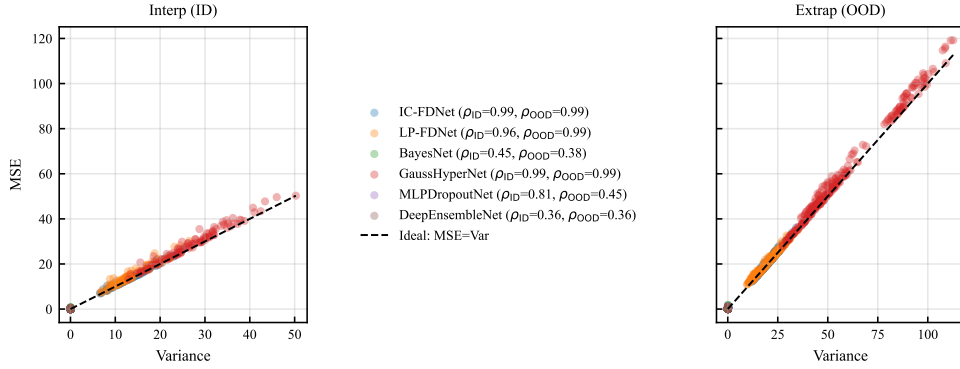 Interp (ID)
MSE
120
100
80
60
40
20
0
0 10 20 30 40 50
Variance
IC-FDNet (ρID=0.99, ρOOD=0.99)
LP-FDNet (ρID=0.96, ρOOD=0.99)
BayesNet (ρID=0.45, ρOOD=0.38)
GaussHyperNet (ρID=0.99, ρOOD=0.99)
MLPDropoutNet (ρID=0.81, ρOOD=0.45)
DeepEnsembleNet (ρID=0.36, ρOOD=0.36)
Ideal: MSE=Var
Extrap (OOD)
0 25 50 75 100
Variance